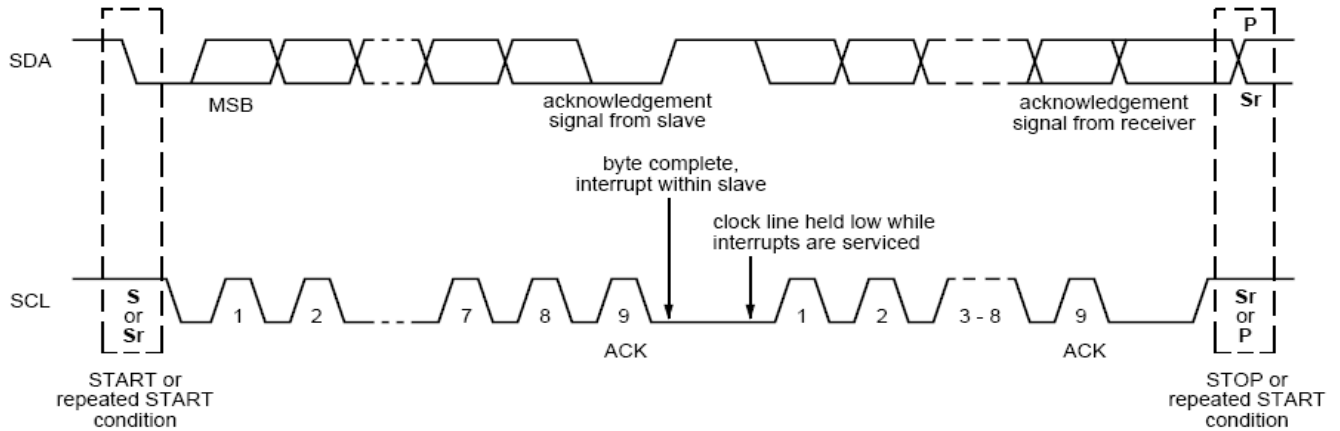 P
SDA
MSB
acknowledgement
signal from slave
acknowledgement
signal from receiver
Sr
byte complete,
interrupt within slave
clock line held low while
interrupts are serviced
SCL
S
or
Sr
1
2
7
8
9
1
2
3 - 8
9
Sr
or
P
ACK
ACK
START or
repeated START
condition
STOP or
repeated START
condition